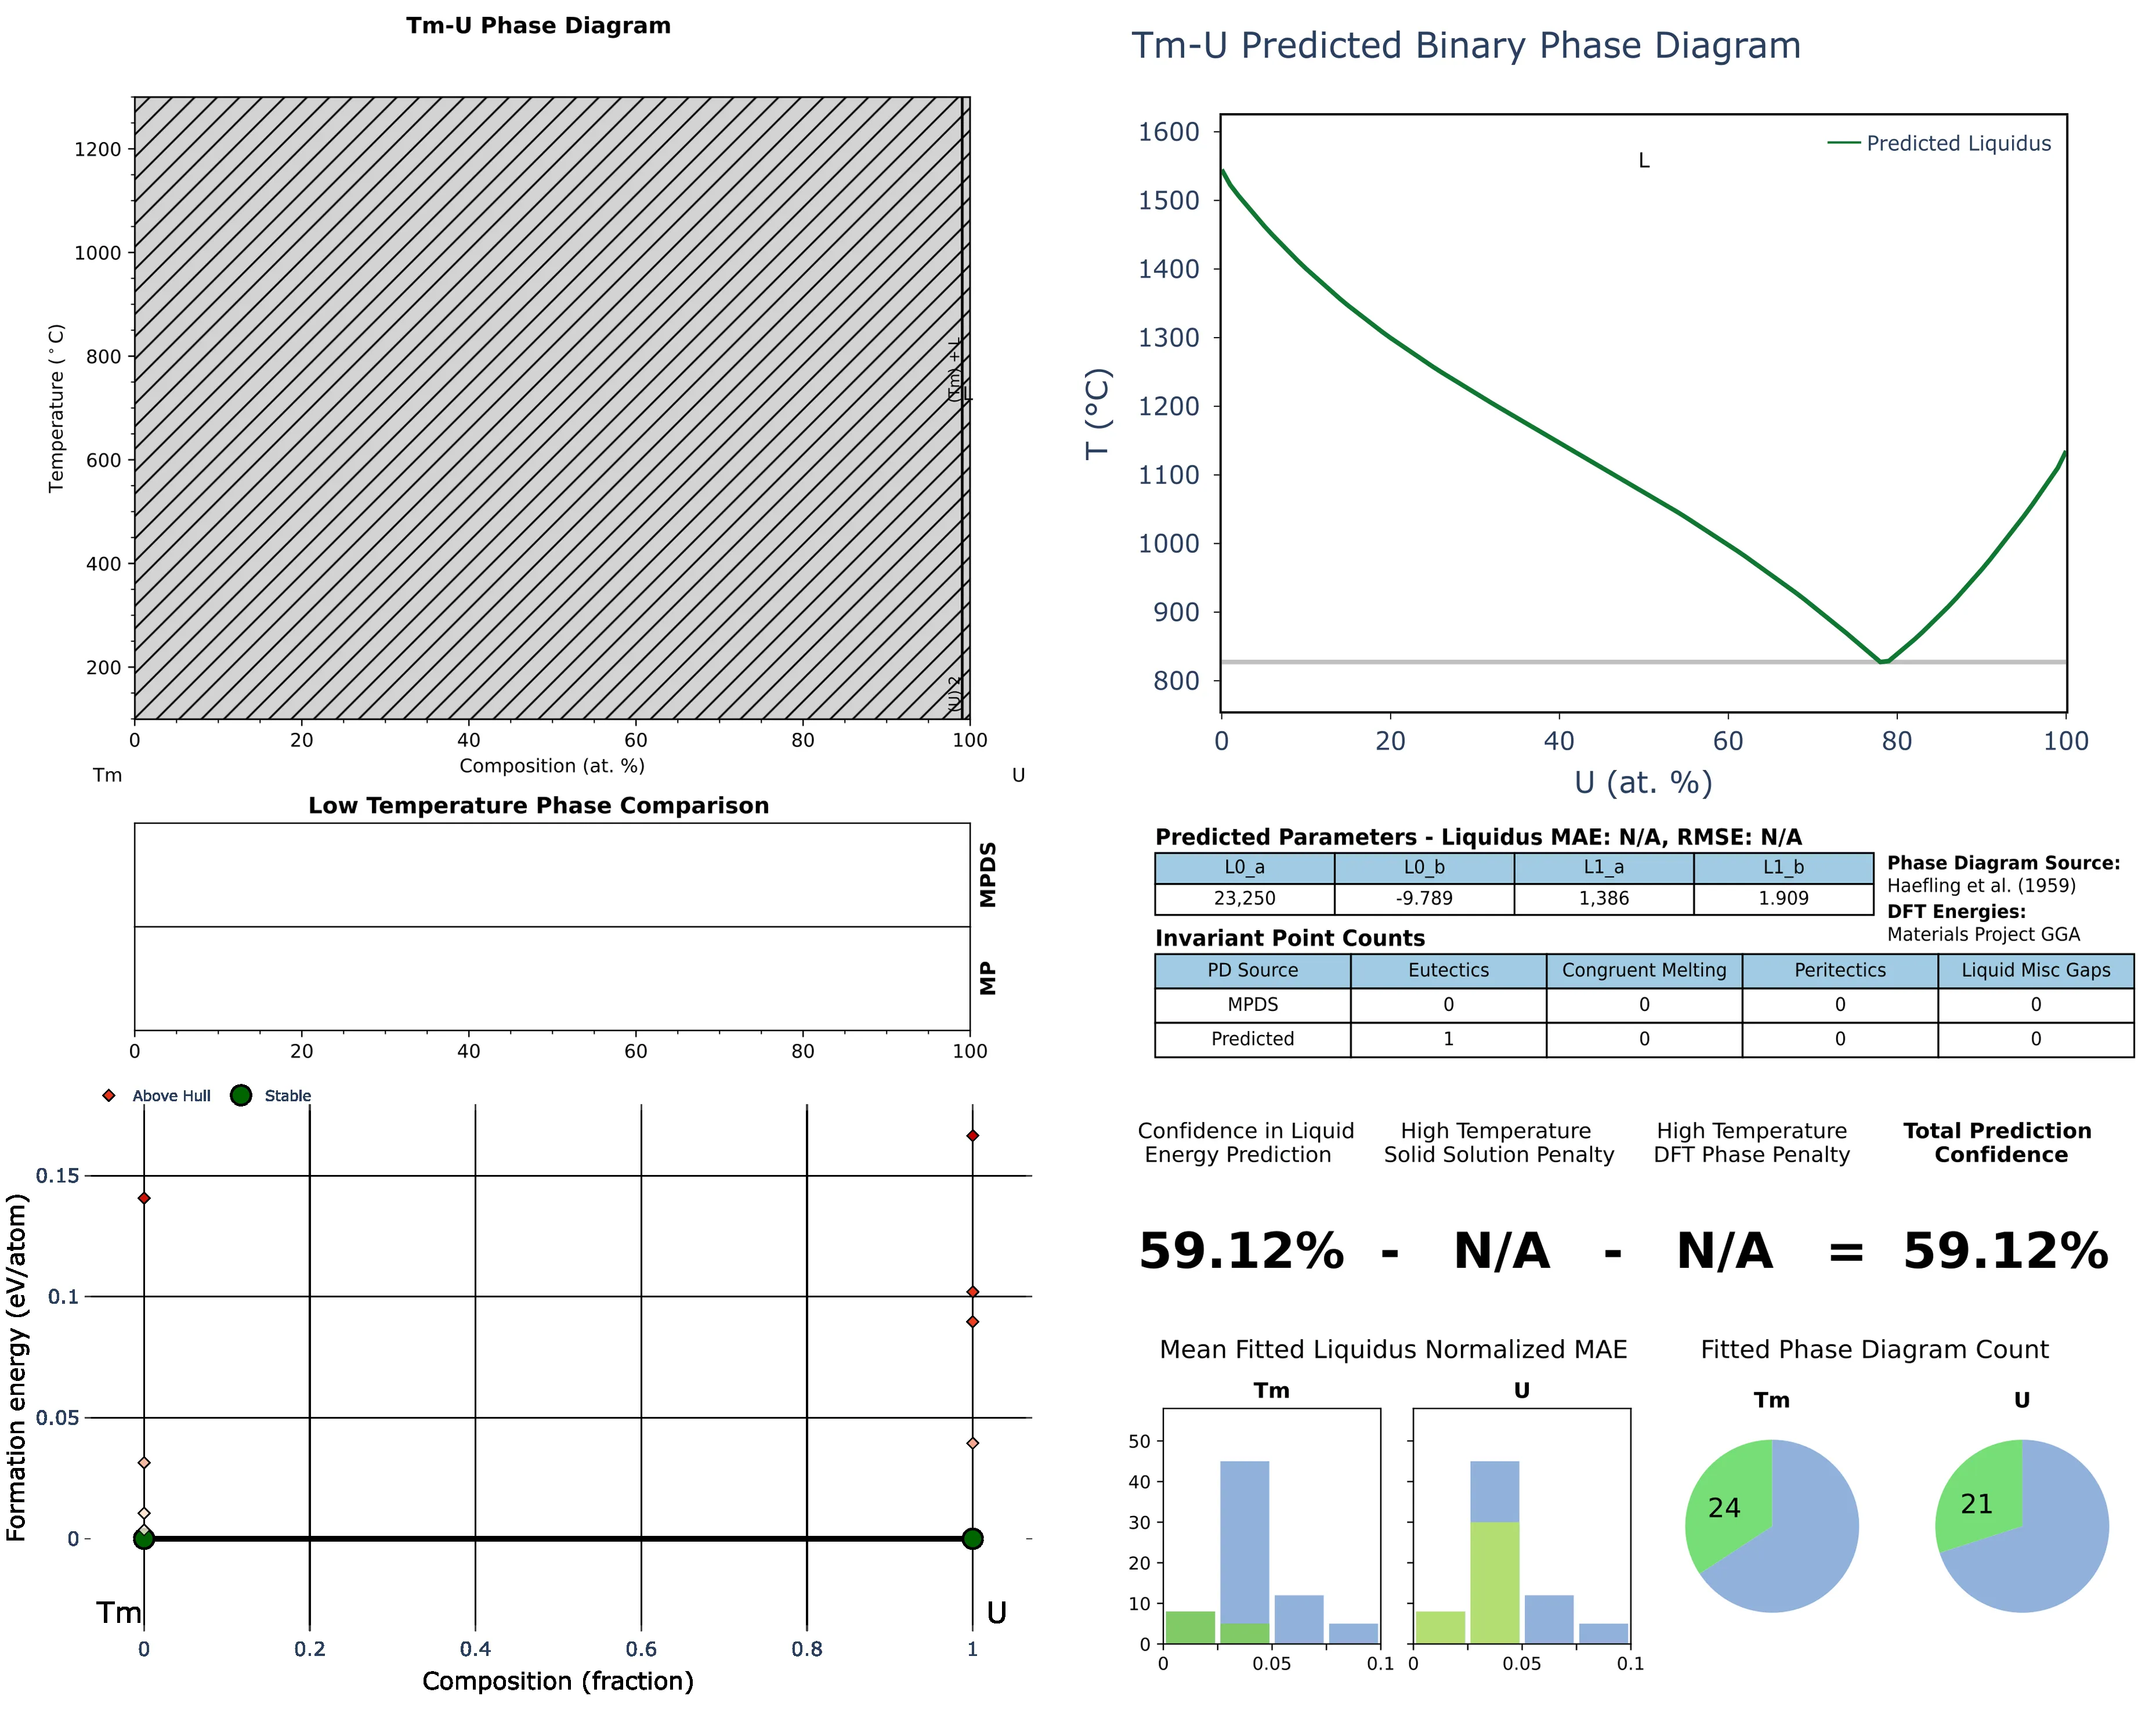 Tm-U Phase Diagram
1200
1000
800
600
400
200
Temperature (°C)
(Tm) + L
L
(U) 2
0 20 40 60 80 100
Tm Composition (at. %) U
Low Temperature Phase Comparison
MPDS
MP
0 20 40 60 80 100
Above Hull Stable
0.15
0.1
0.05
0
Formation energy (eV/atom)
Tm U
0 0.2 0.4 0.6 0.8 1
Composition (fraction)
Tm-U Predicted Binary Phase Diagram
1600
1500
1400
1300
1200
1100
1000
900
800
T (°C)
L
Predicted Liquidus
0 20 40 60 80 100
U (at. %)
Predicted Parameters - Liquidus MAE: N/A, RMSE: N/A
L0_a L0_b L1_a L1_b
23,250 -9.789 1,386 1.909
Phase Diagram Source:
Haefling et al. (1959)
DFT Energies:
Materials Project GGA
Invariant Point Counts
PD Source Eutectics Congruent Melting Peritectics Liquid Misc Gaps
MPDS 0 0 0 0
Predicted 1 0 0 0
Confidence in Liquid
Energy Prediction
High Temperature
Solid Solution Penalty
High Temperature
DFT Phase Penalty
Total Prediction
Confidence
59.12% - N/A - N/A = 59.12%
Mean Fitted Liquidus Normalized MAE
Tm U
50
40
30
20
10
0
0 0.05 0.1 0 0.05 0.1
Fitted Phase Diagram Count
Tm U
24 21